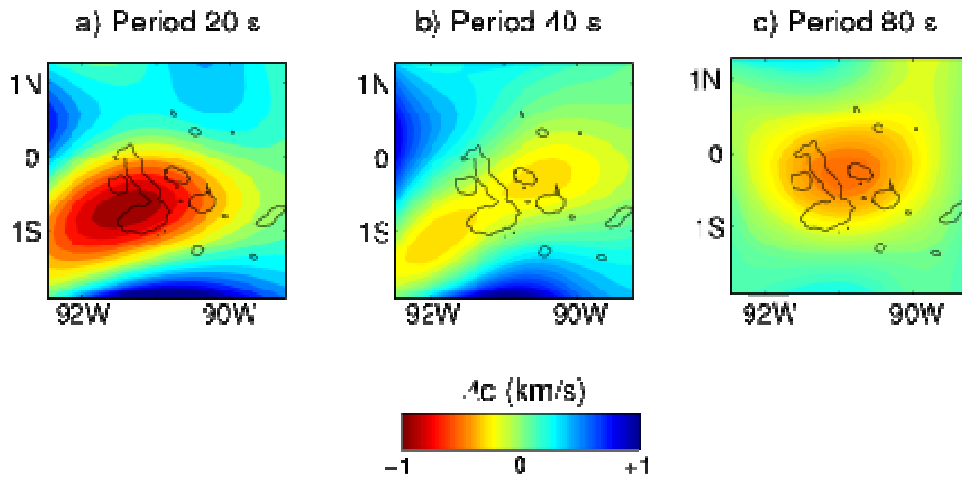 a) Period 20 s
b) Period 40 s
c) Period 80 s
1N
0
1S
92W
90W
1N
0
1S
92W
90W
1N
0
1S
92W
90W
Δc (km/s)
−1
0
+1